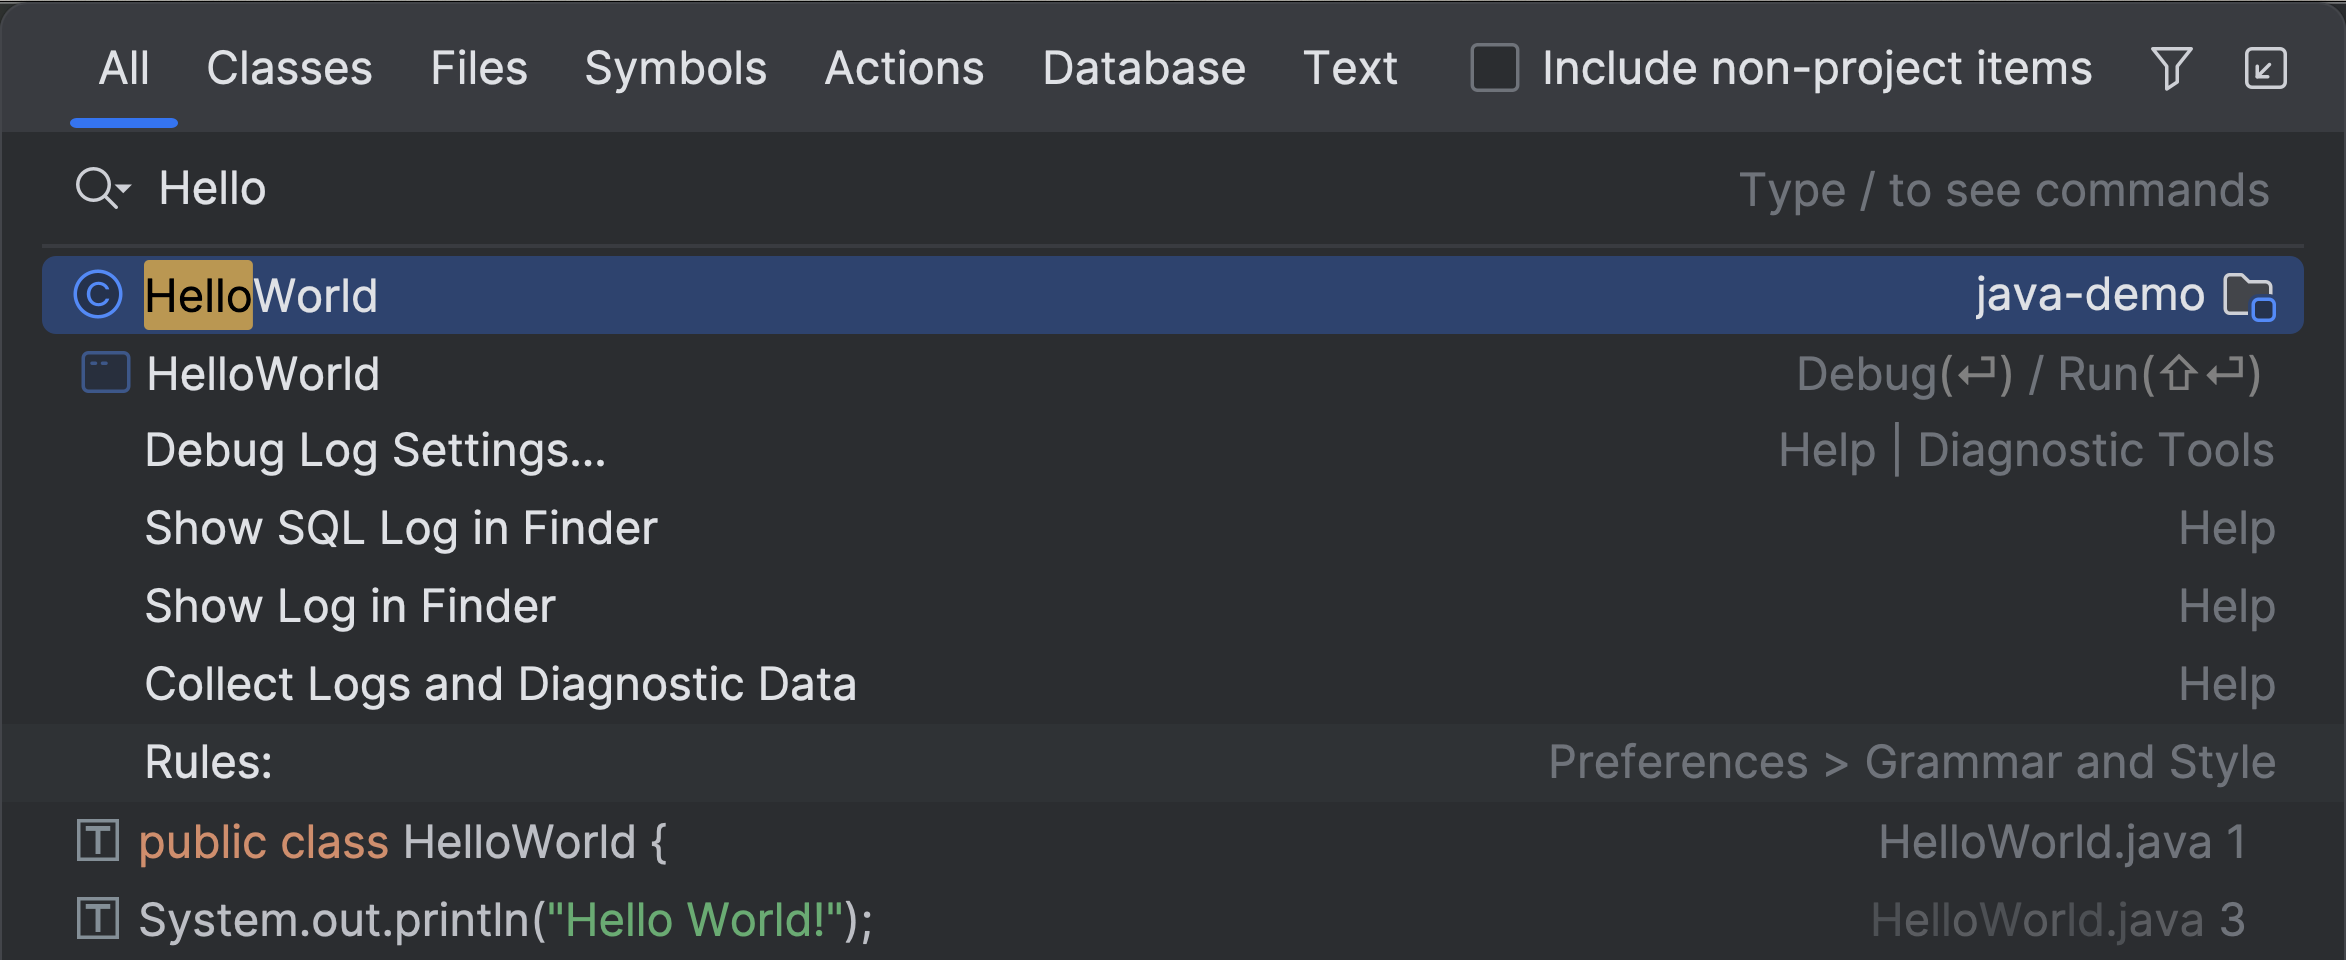 All Classes Files Symbols Actions Database Text Include non-project items
Hello Type / to see commands
HelloWorld java-demo
HelloWorld Debug(⏎) / Run(⇧⏎)
Debug Log Settings... Help | Diagnostic Tools
Show SQL Log in Finder Help
Show Log in Finder Help
Collect Logs and Diagnostic Data Help
Rules: Preferences > Grammar and Style
public class HelloWorld { HelloWorld.java 1
System.out.println("Hello World!"); HelloWorld.java 3